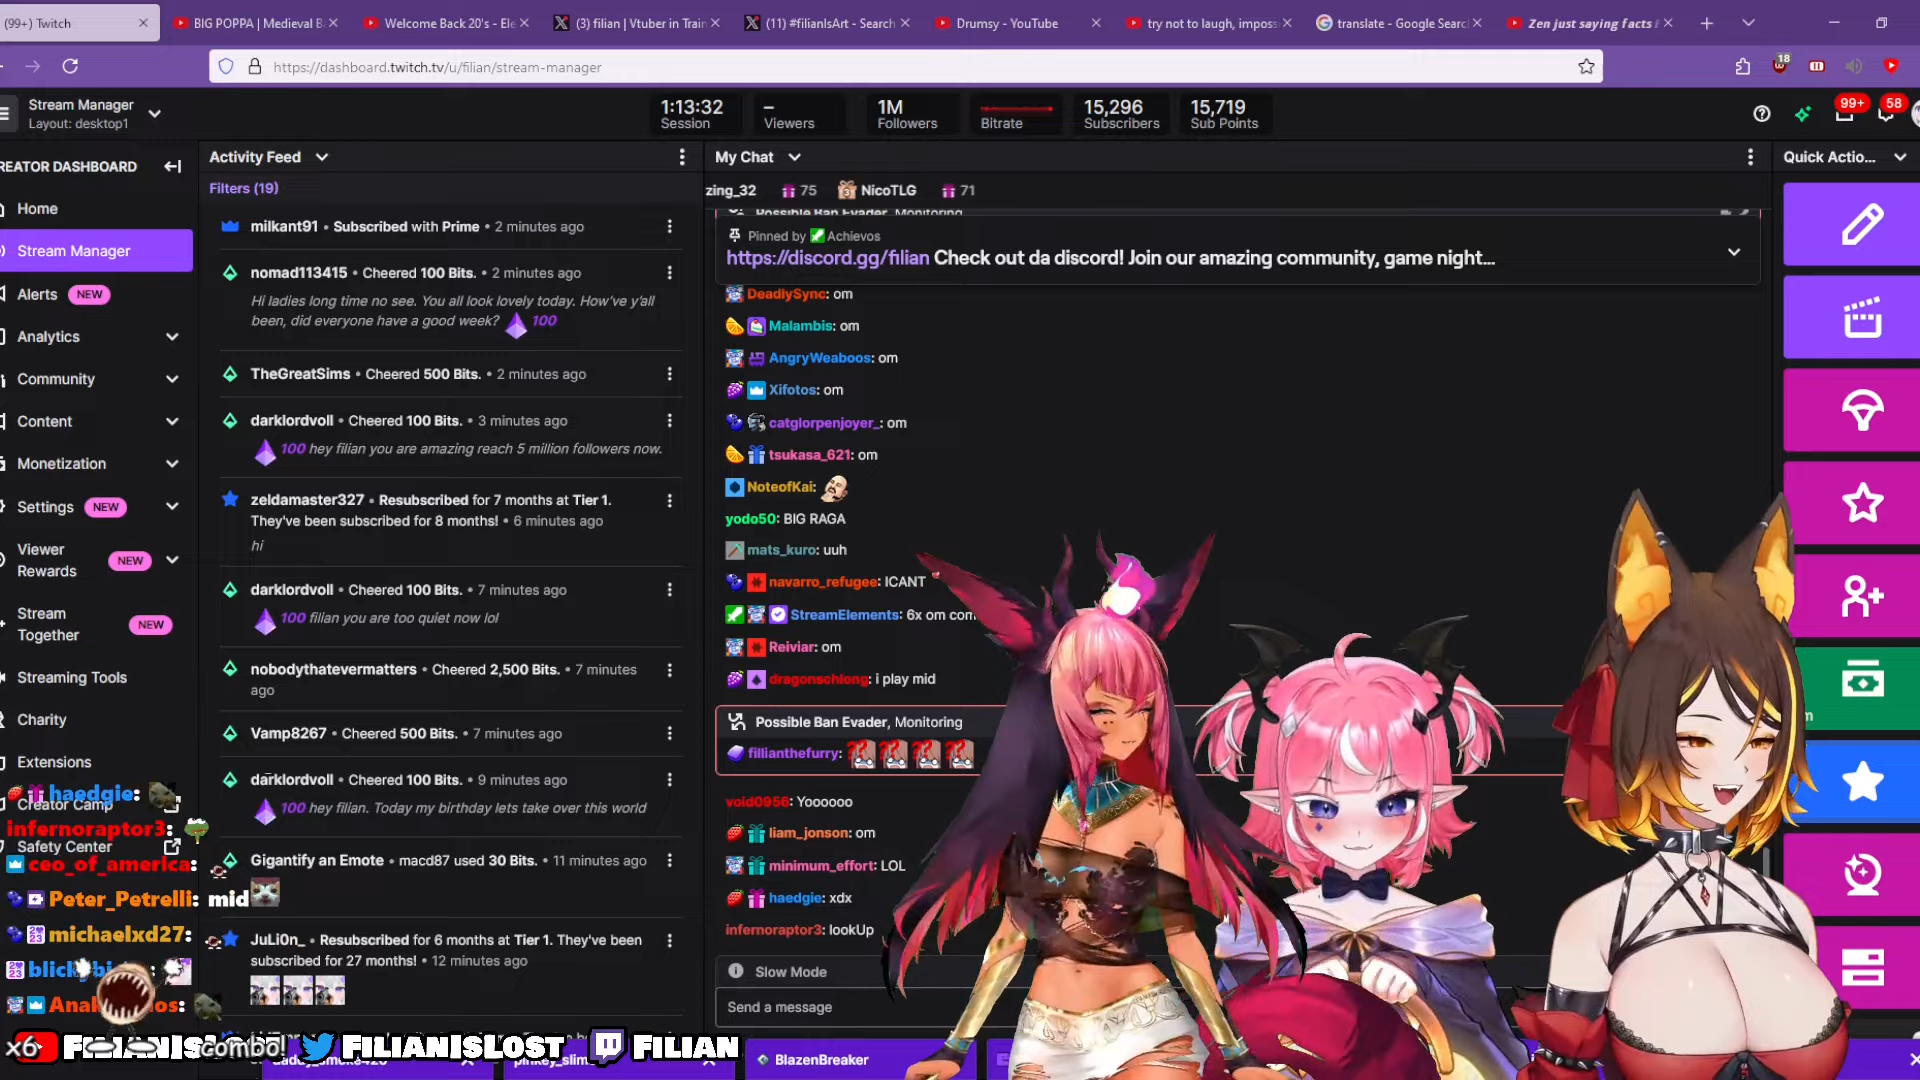 (99+) Twitch
BIG POPPA | Medieval B
Welcome Back 20's - Ele
(3) filian | Vtuber in Train
(11) #filianIsArt - Search
Drumsy - YouTube
try not to laugh, imposs
translate - Google Search
Zen just saying facts
https://dashboard.twitch.tv/u/filian/stream-manager
18
Stream Manager
Layout: desktop1
1:13:32
Session
–
Viewers
1M
Followers
Bitrate
15,296
Subscribers
15,719
Sub Points
99+
58
REATOR DASHBOARD
Home
Stream Manager
Alerts NEW
Analytics
Community
Content
Monetization
Settings NEW
Viewer Rewards NEW
Stream Together NEW
Streaming Tools
Charity
Extensions
Creator Camp
Safety Center
Activity Feed
Filters (19)
milkant91 • Subscribed with Prime • 2 minutes ago
nomad113415 • Cheered 100 Bits. • 2 minutes ago
Hi ladies long time no see. You all look lovely today. How've y'all
been, did everyone have a good week? 100
TheGreatSims • Cheered 500 Bits. • 2 minutes ago
darklordvoll • Cheered 100 Bits. • 3 minutes ago
100 hey filian you are amazing reach 5 million followers now.
zeldamaster327 • Resubscribed for 7 months at Tier 1.
They've been subscribed for 8 months! • 6 minutes ago
hi
darklordvoll • Cheered 100 Bits. • 7 minutes ago
100 filian you are too quiet now lol
nobodythatevermatters • Cheered 2,500 Bits. • 7 minutes
ago
Vamp8267 • Cheered 500 Bits. • 7 minutes ago
darklordvoll • Cheered 100 Bits. • 9 minutes ago
100 hey filian. Today my birthday lets take over this world
Gigantify an Emote • macd87 used 30 Bits. • 11 minutes ago
JuLi0n_ • Resubscribed for 6 months at Tier 1. They've been
subscribed for 27 months! • 12 minutes ago
My Chat
zing_32 75 NicoTLG 71
Possible Ban Evader, Monitoring
Pinned by Achievos
https://discord.gg/filian Check out da discord! Join our amazing community, game night...
DeadlySync: om
Malambis: om
AngryWeaboos: om
Xifotos: om
catglorpenjoyer_: om
tsukasa_621: om
NoteofKai:
yodo50: BIG RAGA
mats_kuro: uuh
navarro_refugee: ICANT
StreamElements: 6x om com
Reiviar: om
dragonschlong: i play mid
Possible Ban Evader, Monitoring
fillianthefurry:
void0956: Yoooooo
liam_jonson: om
minimum_effort: LOL
haedgie: xdx
infernoraptor3: lookUp
Slow Mode
Send a message
Quick Actio...
haedgie:
infernoraptor3:
ceo_of_america:
Peter_Petrelli: mid
michaelxd27:
x6 combo!
FilianIsLost
Filian
BlazenBreaker